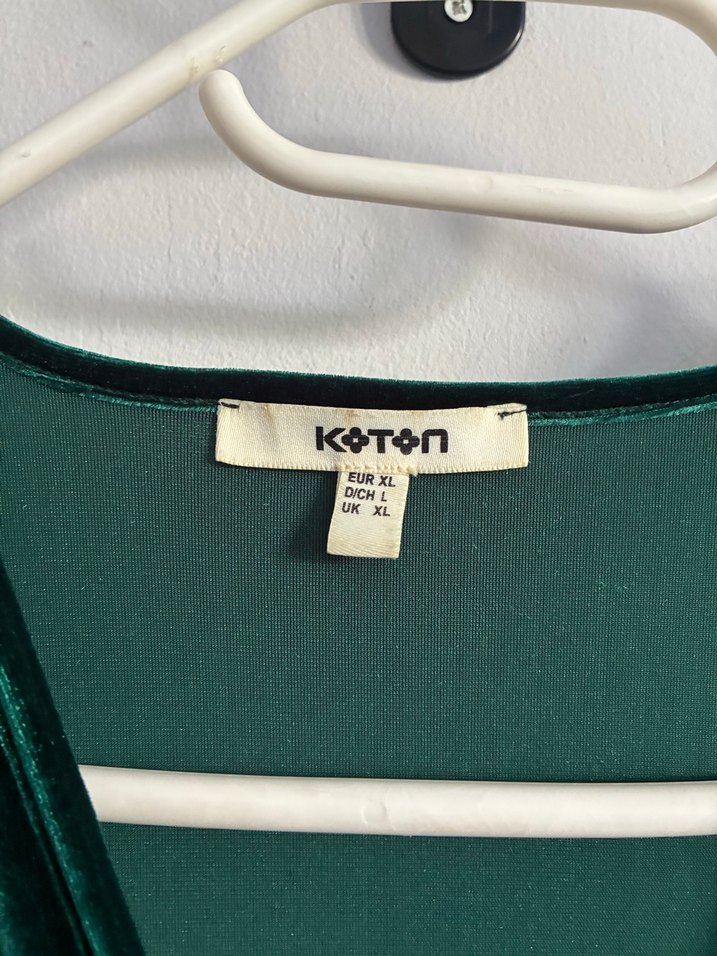 KOTON
EUR XL
D/CH L
UK XL